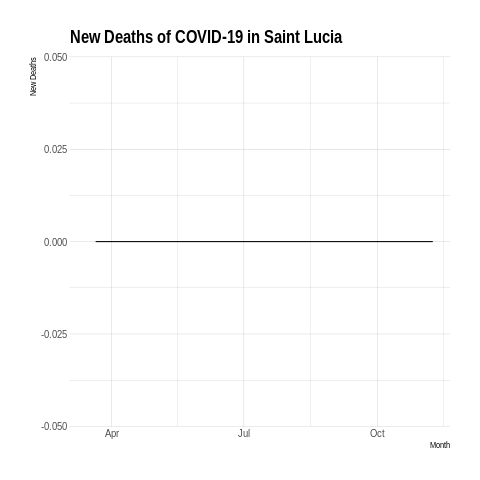 New Deaths of COVID-19 in Saint Lucia
New Deaths
0.050
0.025
0.000
-0.025
-0.050
Apr
Jul
Oct
Month